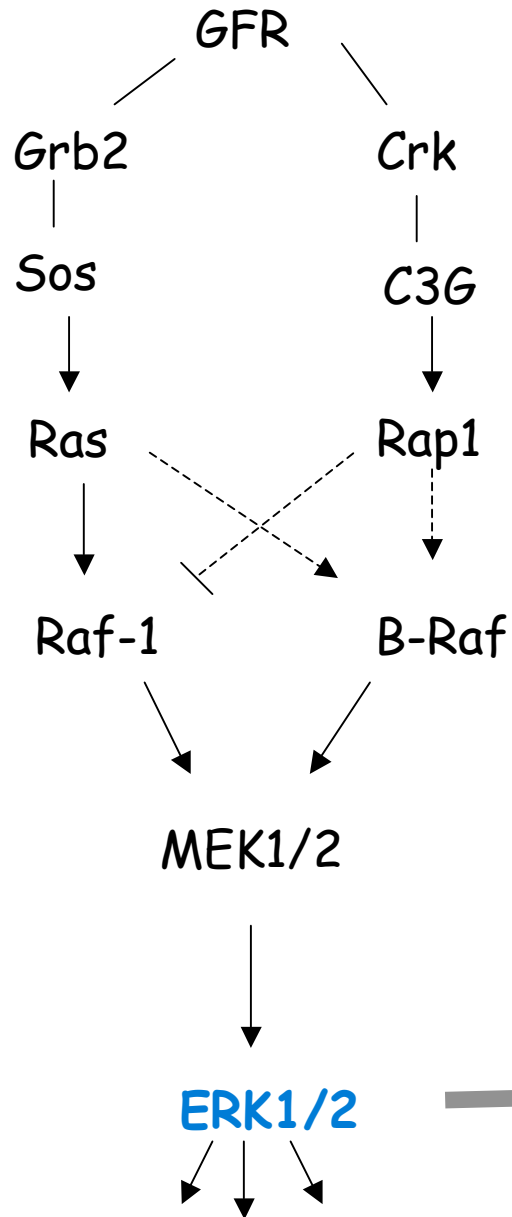 GFR
Grb2 Crk
Sos C3G
Ras Rap1
Raf-1 B-Raf
MEK1/2
ERK1/2